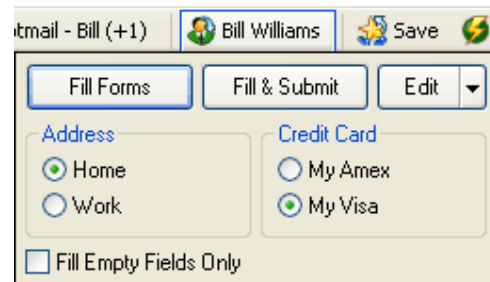 tmail - Bill (+1) Bill Williams Save
Fill Forms Fill & Submit Edit
Address Credit Card
Home My Amex
Work My Visa
Fill Empty Fields Only